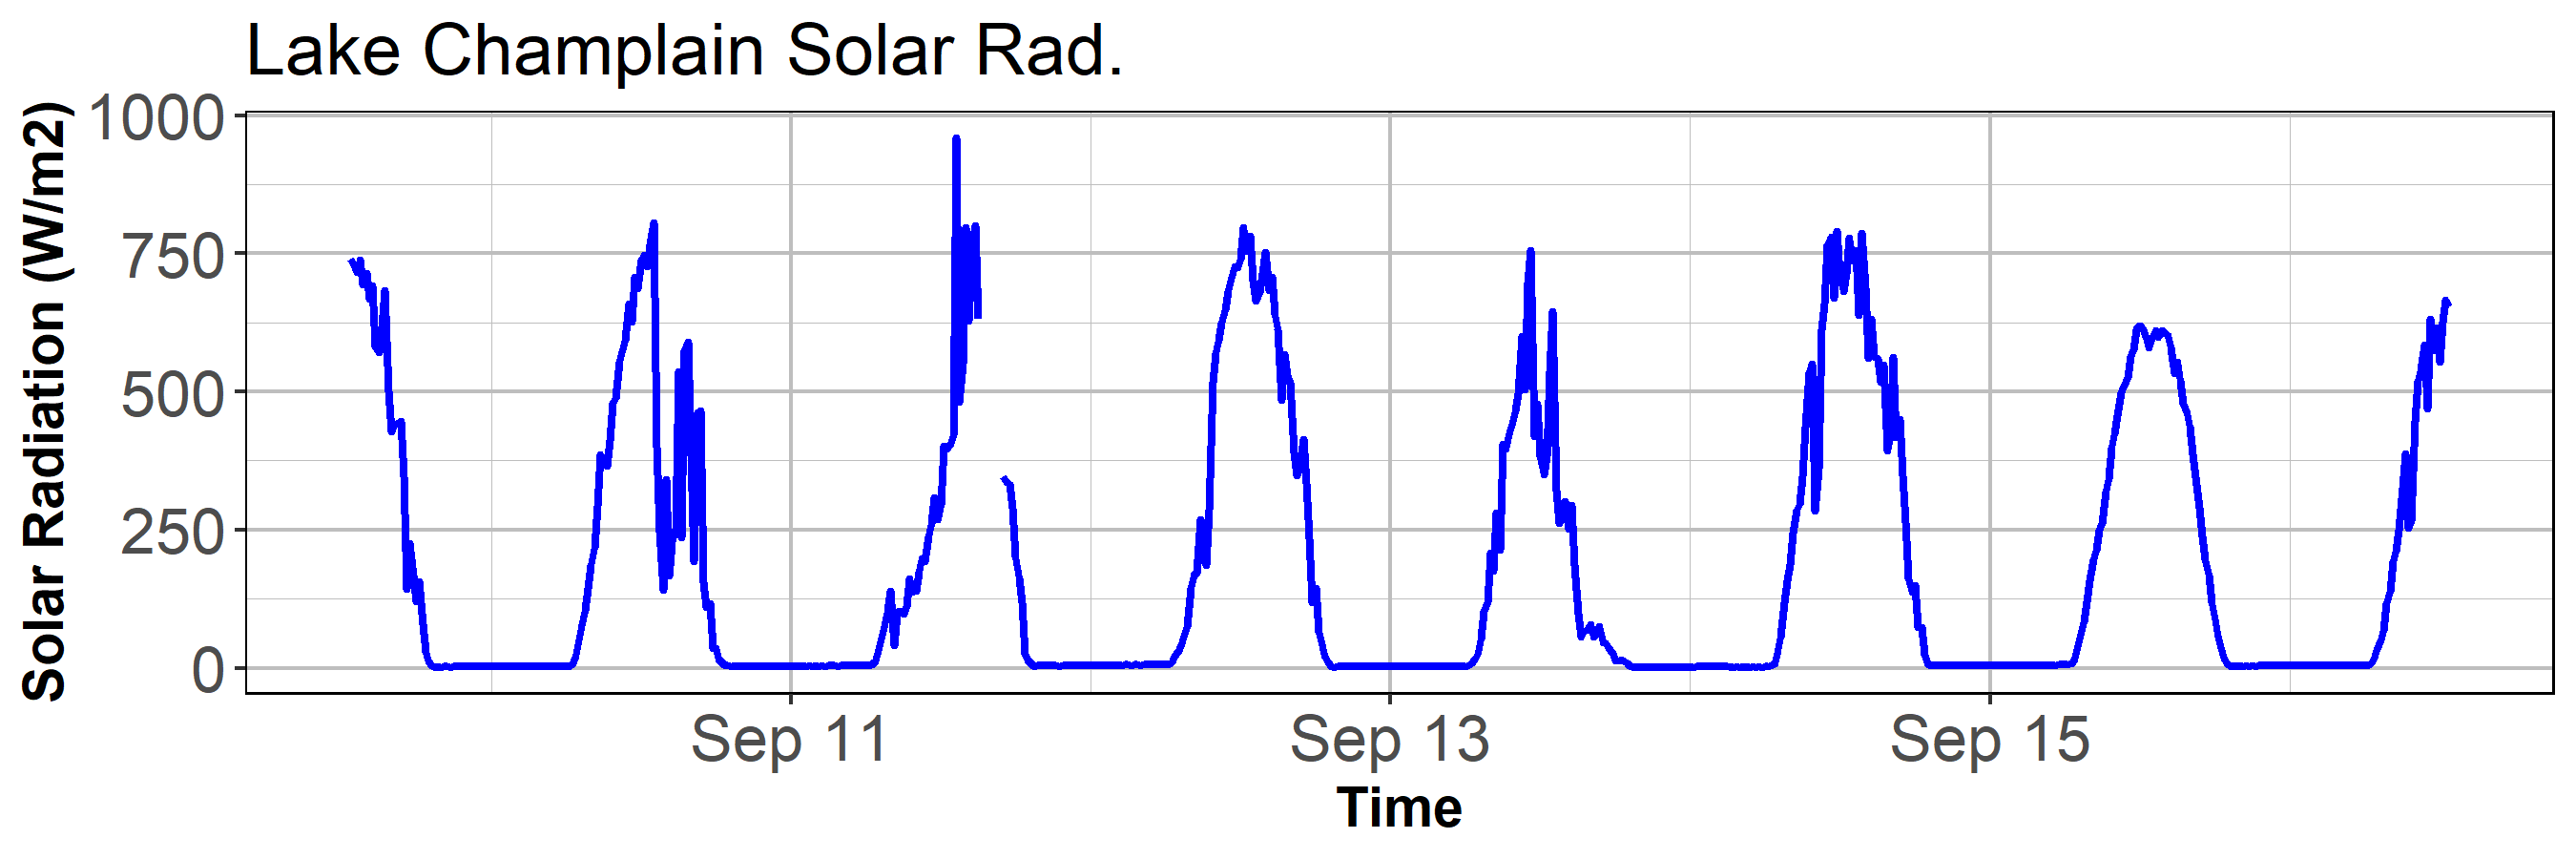 Lake Champlain Solar Rad.
Solar Radiation (W/m2)
1000
750
500
250
0
Sep 11
Sep 13
Sep 15
Time